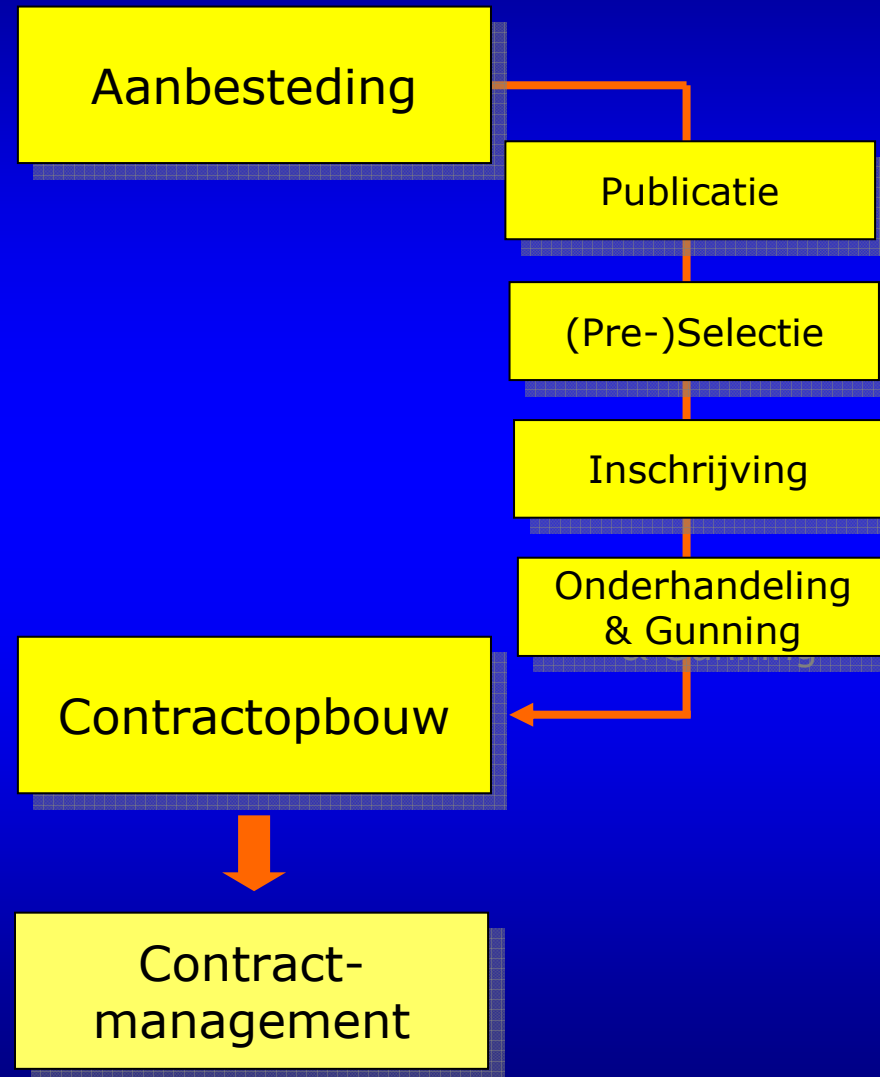 Aanbesteding
Publicatie
(Pre-)Selectie
Inschrijving
Onderhandeling
& Gunning
Contractopbouw
Contract-
management